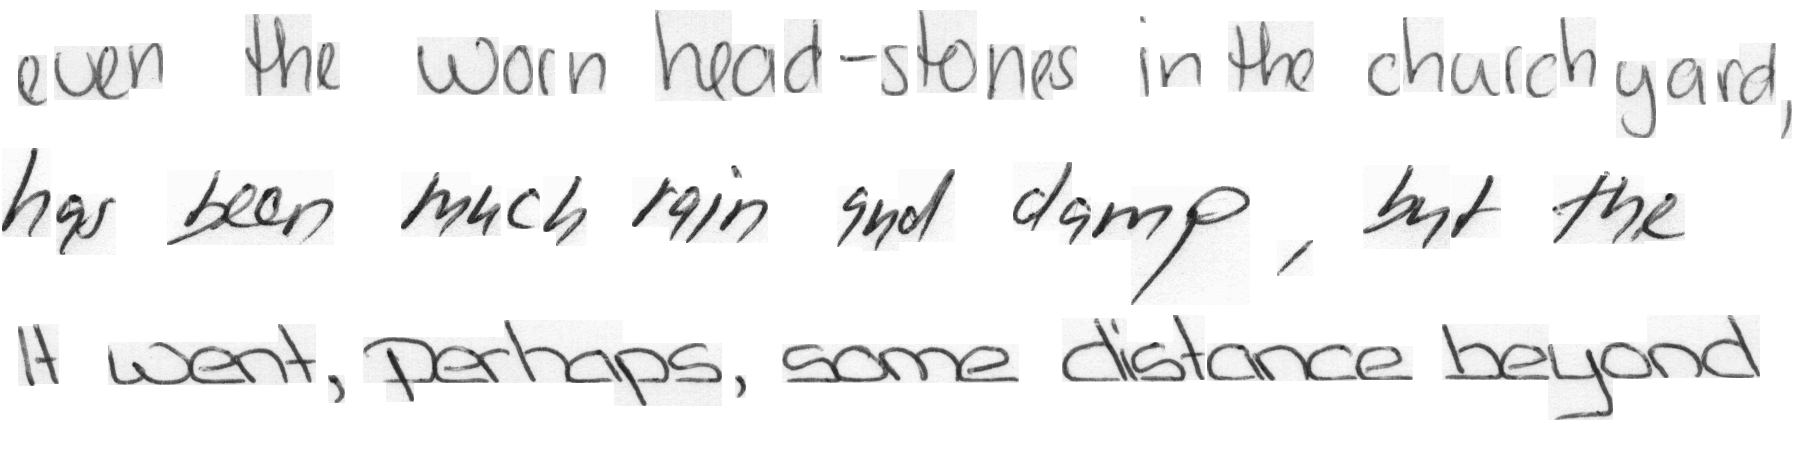 even the worn head-stones in the churchyard,
has been much rain and damp, but the
It went, perhaps, some distance beyond